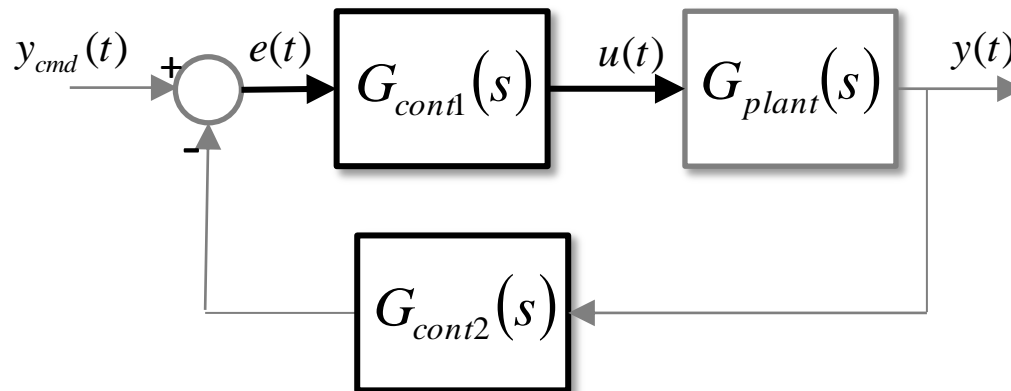 y_cmd(t)
+
e(t)
G_cont1(s)
u(t)
G_plant(s)
y(t)
-
G_cont2(s)